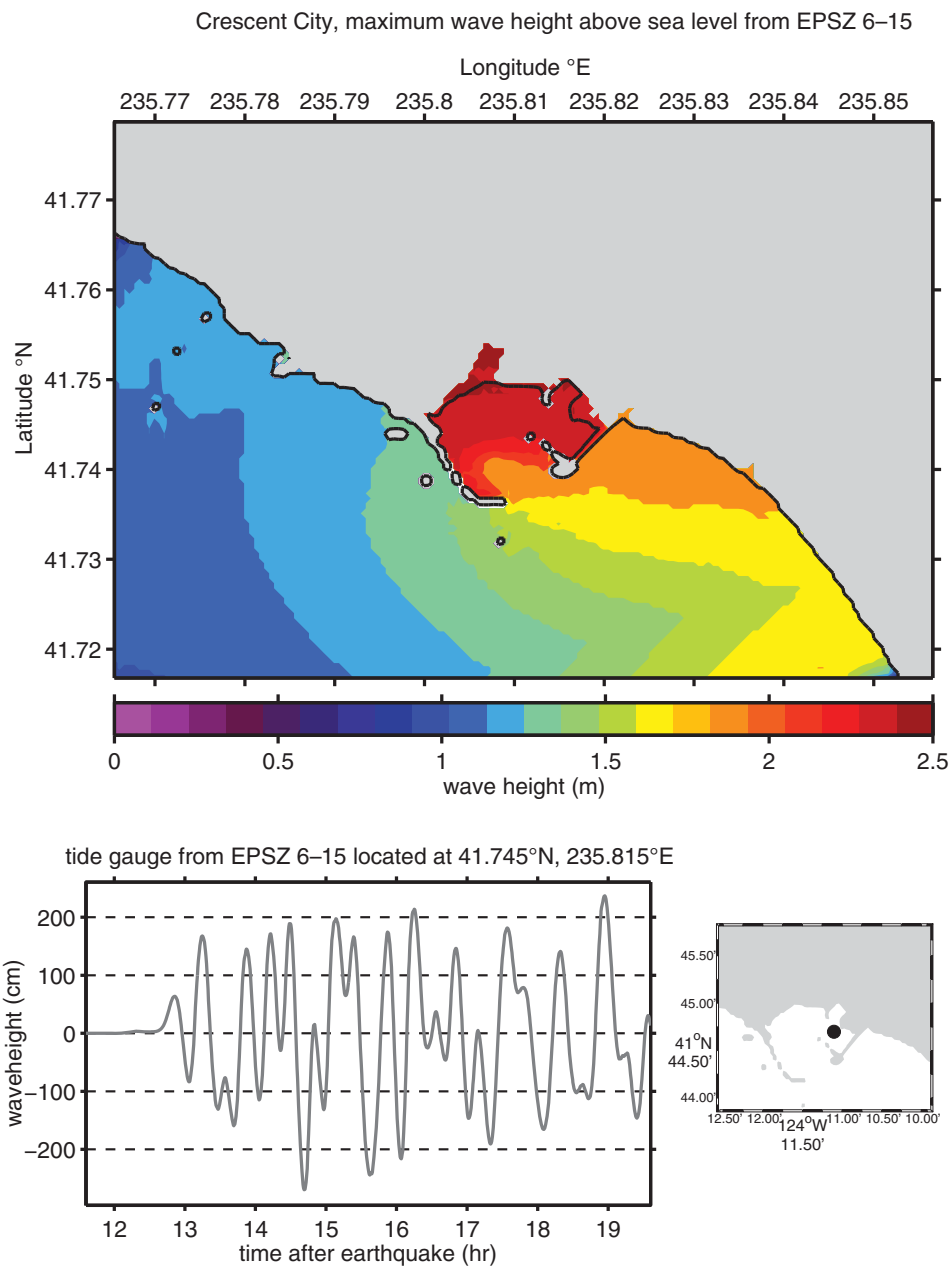 Crescent City, maximum wave height above sea level from EPSZ 6–15
Longitude °E
235.77 235.78 235.79 235.8 235.81 235.82 235.83 235.84 235.85
Latitude °N
41.77
41.76
41.75
41.74
41.73
41.72
0 0.5 1 1.5 2 2.5
wave height (m)
tide gauge from EPSZ 6–15 located at 41.745°N, 235.815°E
waveheight (cm)
200
100
0
−100
−200
12 13 14 15 16 17 18 19
time after earthquake (hr)
45.50'
45.00'
41°N
44.50'
44.00'
12.50' 12.00' 11.00' 10.50' 10.00'
124°W
11.50'